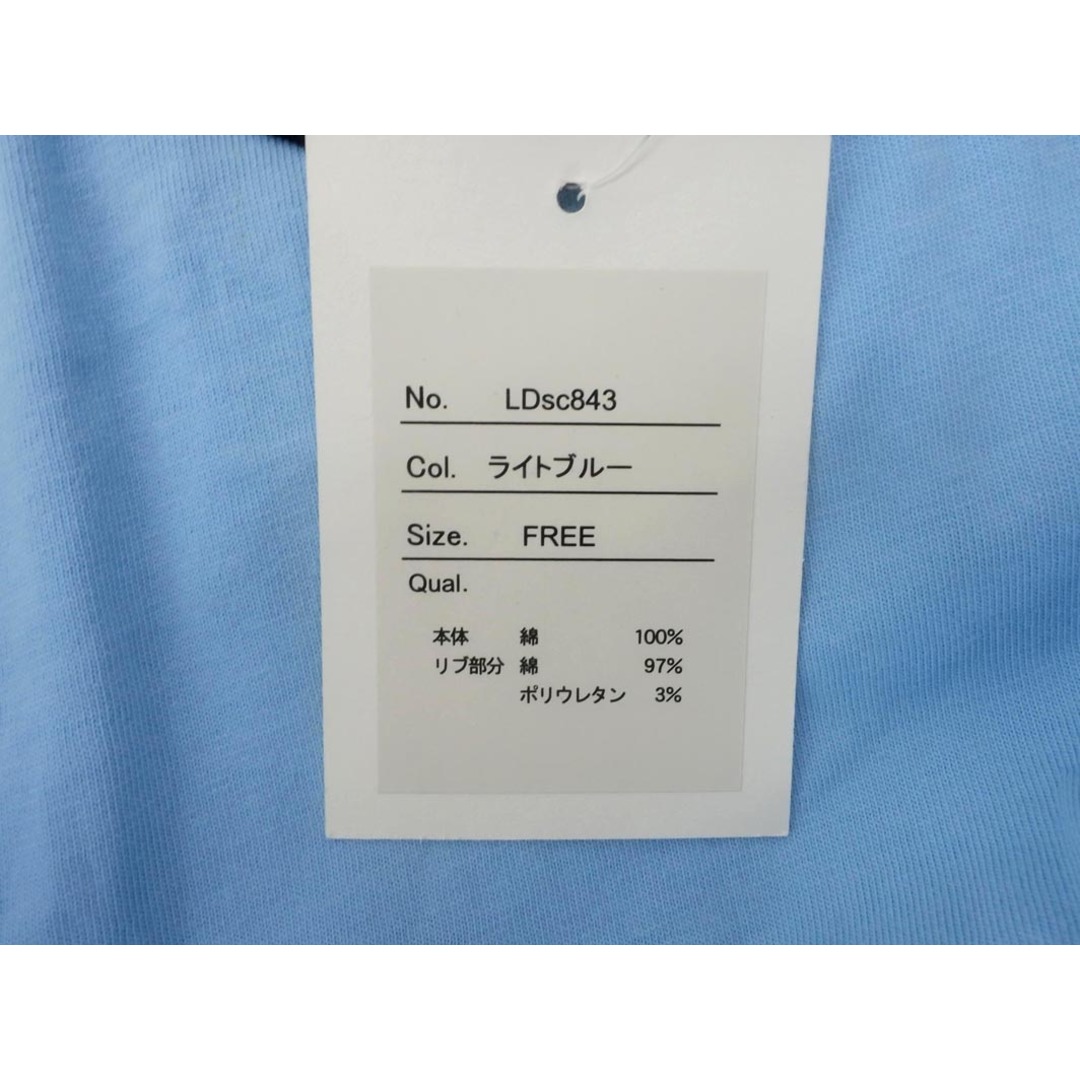 No. LDsc843
Col. ライトブルー
Size. FREE
Qual.
本体 綿 100%
リブ部分 綿 97%
ポリウレタン 3%